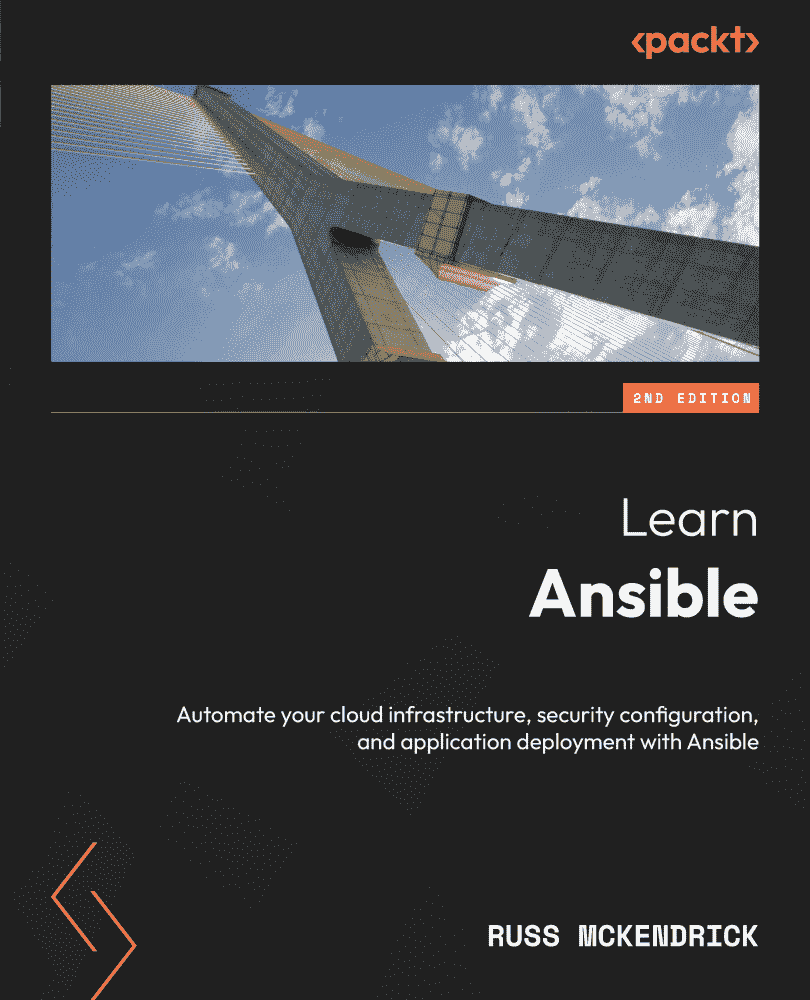 <packt>
2ND EDITION
Learn
Ansible
Automate your cloud infrastructure, security configuration,
and application deployment with Ansible
RUSS MCKENDRICK